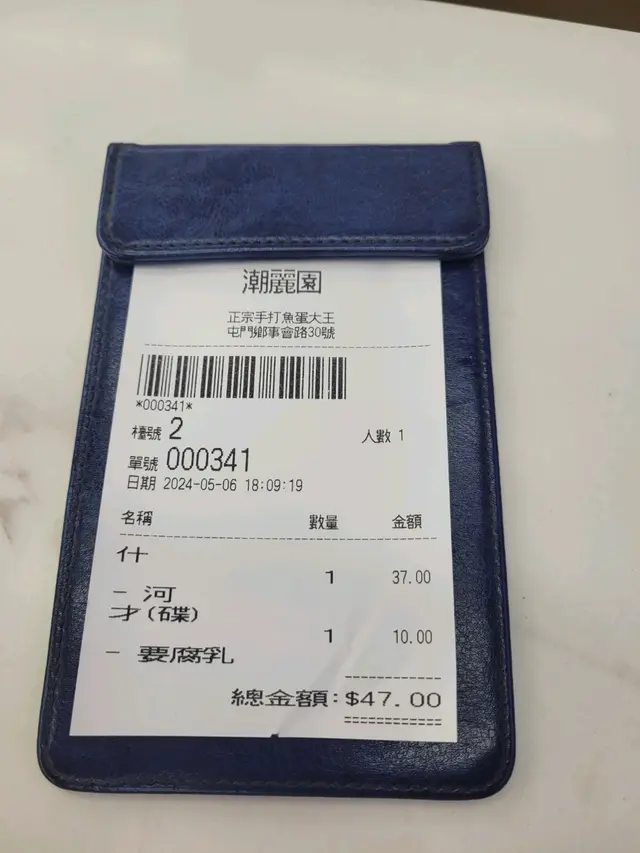 潮麗園
正宗手打魚蛋大王
屯門鄉事會路30號
*000341*
檯號 2 人數 1
單號 000341
日期 2024-05-06 18:09:19
名稱 數量 金額
什
1 37.00
- 河
才(碟)
1 10.00
- 要腐乳
總金額:$47.00